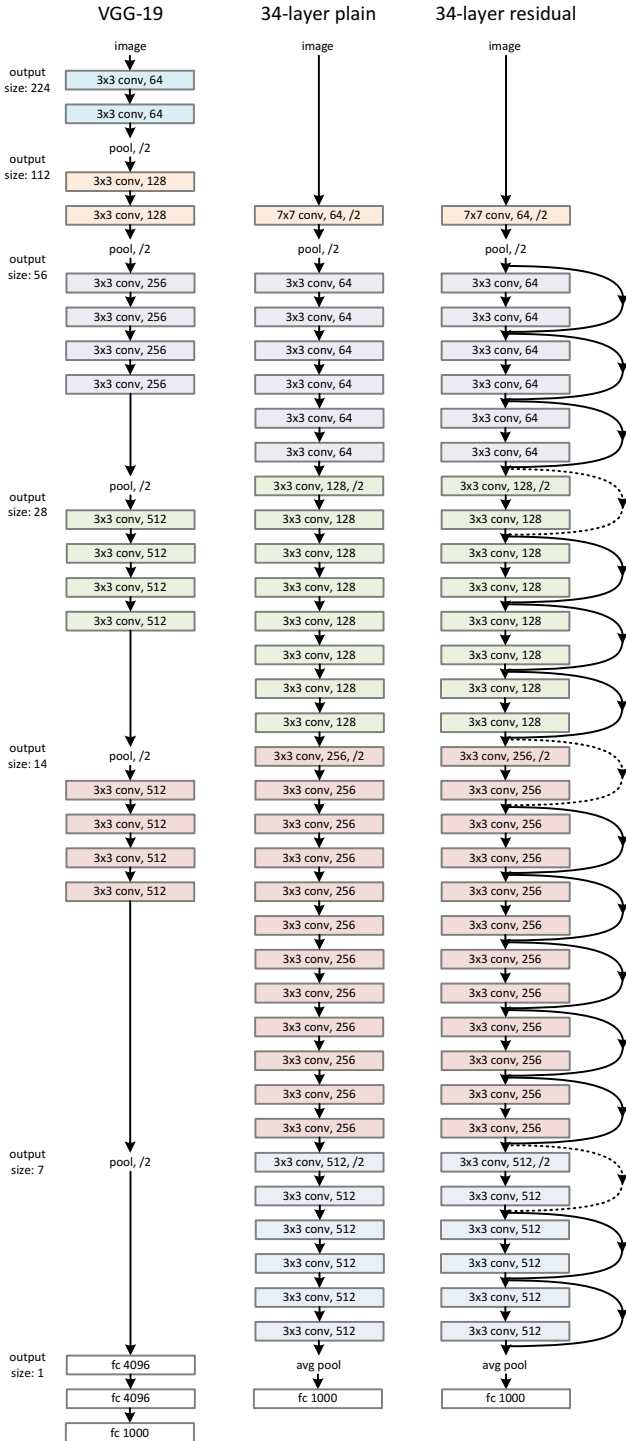 VGG-19
image
output
size: 224
3x3 conv, 64
3x3 conv, 64
pool, /2
output
size: 112
3x3 conv, 128
3x3 conv, 128
pool, /2
output
size: 56
3x3 conv, 256
3x3 conv, 256
3x3 conv, 256
3x3 conv, 256
output
size: 28
pool, /2
3x3 conv, 512
3x3 conv, 512
3x3 conv, 512
3x3 conv, 512
output
size: 14
pool, /2
3x3 conv, 512
3x3 conv, 512
3x3 conv, 512
3x3 conv, 512
output
size: 7
pool, /2
output
size: 1
fc 4096
fc 4096
fc 1000
34-layer plain
image
7x7 conv, 64, /2
pool, /2
3x3 conv, 64
3x3 conv, 64
3x3 conv, 64
3x3 conv, 64
3x3 conv, 64
3x3 conv, 64
3x3 conv, 128, /2
3x3 conv, 128
3x3 conv, 128
3x3 conv, 128
3x3 conv, 128
3x3 conv, 128
3x3 conv, 128
3x3 conv, 128
3x3 conv, 256, /2
3x3 conv, 256
3x3 conv, 256
3x3 conv, 256
3x3 conv, 256
3x3 conv, 256
3x3 conv, 256
3x3 conv, 256
3x3 conv, 256
3x3 conv, 256
3x3 conv, 256
3x3 conv, 256
3x3 conv, 512, /2
3x3 conv, 512
3x3 conv, 512
3x3 conv, 512
3x3 conv, 512
3x3 conv, 512
avg pool
fc 1000
34-layer residual
image
7x7 conv, 64, /2
pool, /2
3x3 conv, 64
3x3 conv, 64
3x3 conv, 64
3x3 conv, 64
3x3 conv, 64
3x3 conv, 64
3x3 conv, 128, /2
3x3 conv, 128
3x3 conv, 128
3x3 conv, 128
3x3 conv, 128
3x3 conv, 128
3x3 conv, 128
3x3 conv, 128
3x3 conv, 256, /2
3x3 conv, 256
3x3 conv, 256
3x3 conv, 256
3x3 conv, 256
3x3 conv, 256
3x3 conv, 256
3x3 conv, 256
3x3 conv, 256
3x3 conv, 256
3x3 conv, 256
3x3 conv, 256
3x3 conv, 512, /2
3x3 conv, 512
3x3 conv, 512
3x3 conv, 512
3x3 conv, 512
3x3 conv, 512
avg pool
fc 1000